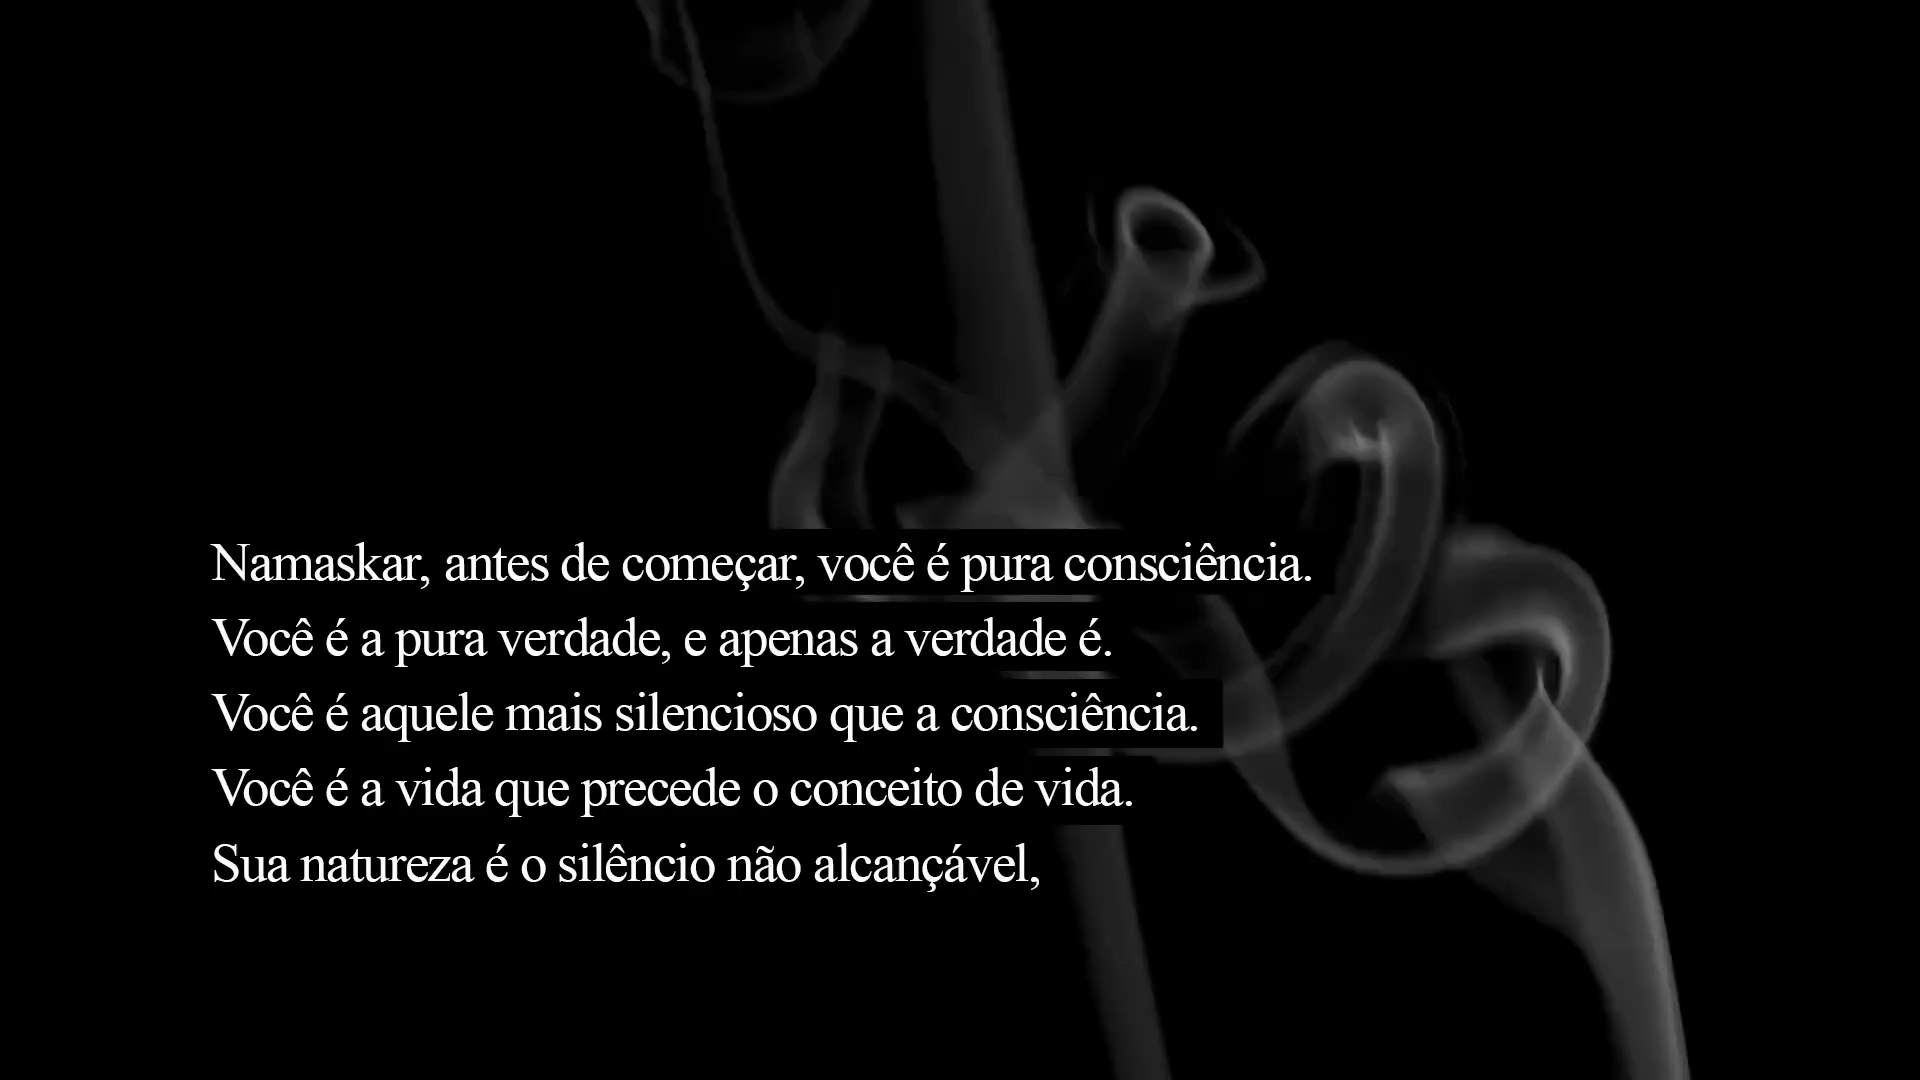 Namaskar, antes de começar, você é pura consciência.
Você é a pura verdade, e apenas a verdade é.
Você é aquele mais silencioso que a consciência.
Você é a vida que precede o conceito de vida.
Sua natureza é o silêncio não alcançável,